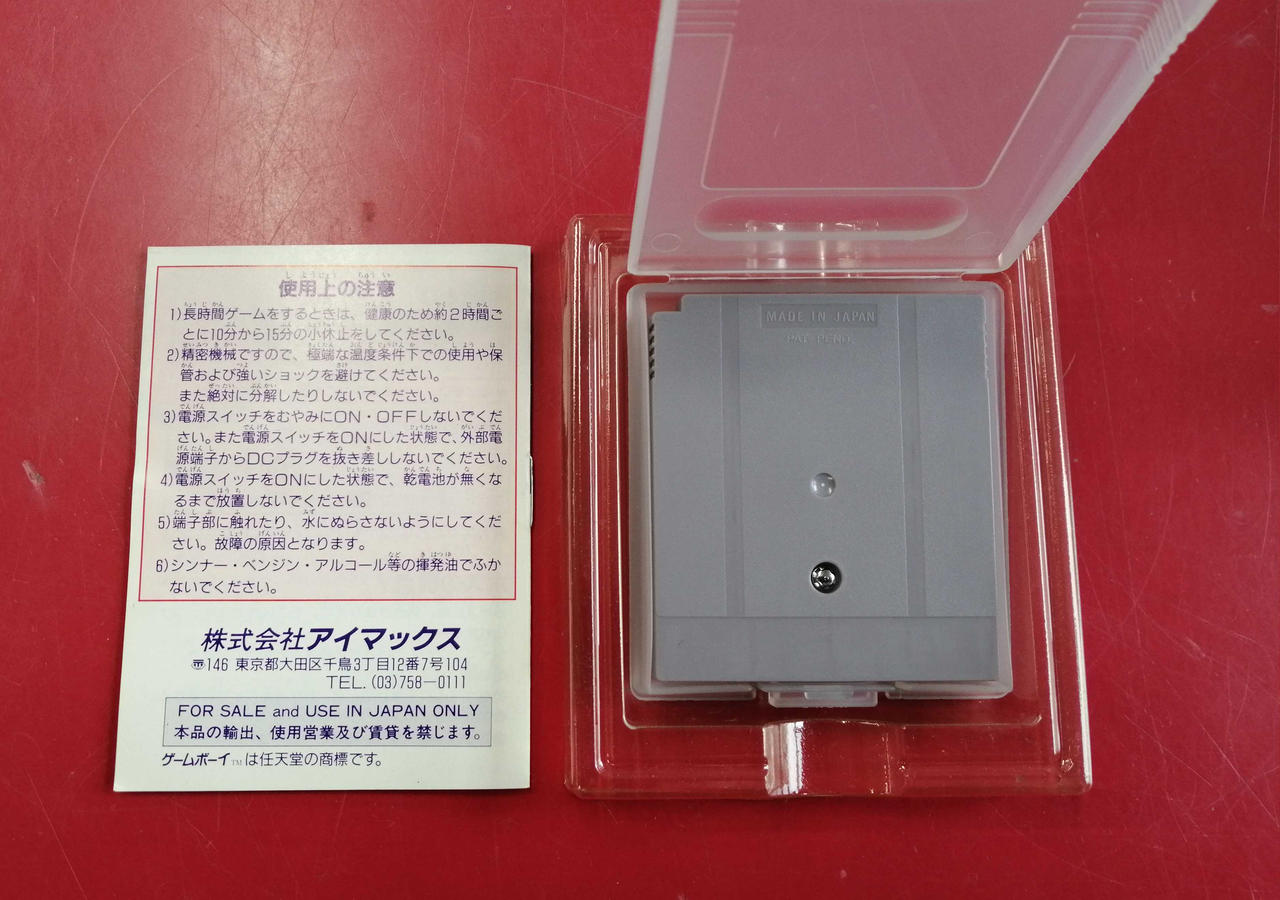 使用上の注意
1)長時間ゲームをするときは、健康のため約2時間ご
とに10分から15分の小休止をしてください。
2)精密機械ですので、極端な温度条件下での使用や保
管および強いショックを避けてください。
また絶対に分解したりしないでください。
3)電源スイッチをむやみにON・OFFしないでくだ
さい。また電源スイッチをONにした状態で、外部電
源端子からDCプラグを抜き差ししないでください。
4)電源スイッチをONにした状態で、乾電池が無くな
るまで放置しないでください。
5)端子部に触れたり、水にぬらさないようにしてくだ
さい。故障の原因となります。
6)シンナー・ベンジン・アルコール等の揮発油でふか
ないでください。
株式会社アイマックス
〠146 東京都大田区千鳥3丁目12番7号104
TEL. (03)758-0111
FOR SALE and USE IN JAPAN ONLY
本品の輸出、使用営業及び賃貸を禁じます。
ゲームボーイ™は任天堂の商標です。
MADE IN JAPAN
PAT. PEND.